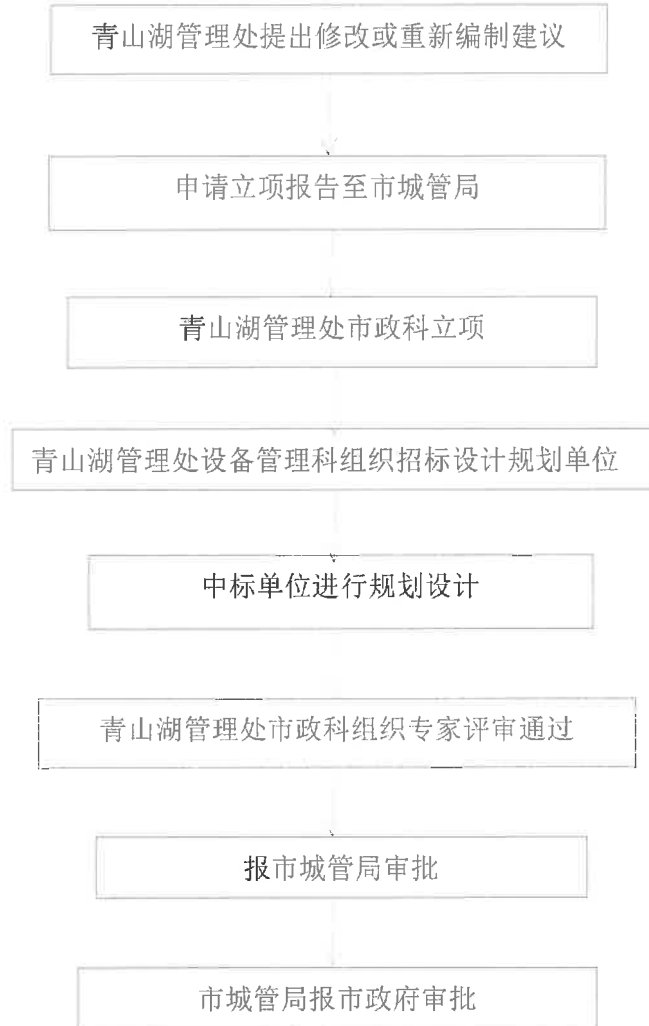 青山湖管理处提出修改或重新编制建议
申请立项报告至市城管局
青山湖管理处市政科立项
青山湖管理处设备管理科组织招标设计规划单位
中标单位进行规划设计
青山湖管理处市政科组织专家评审通过
报市城管局审批
市城管局报市政府审批